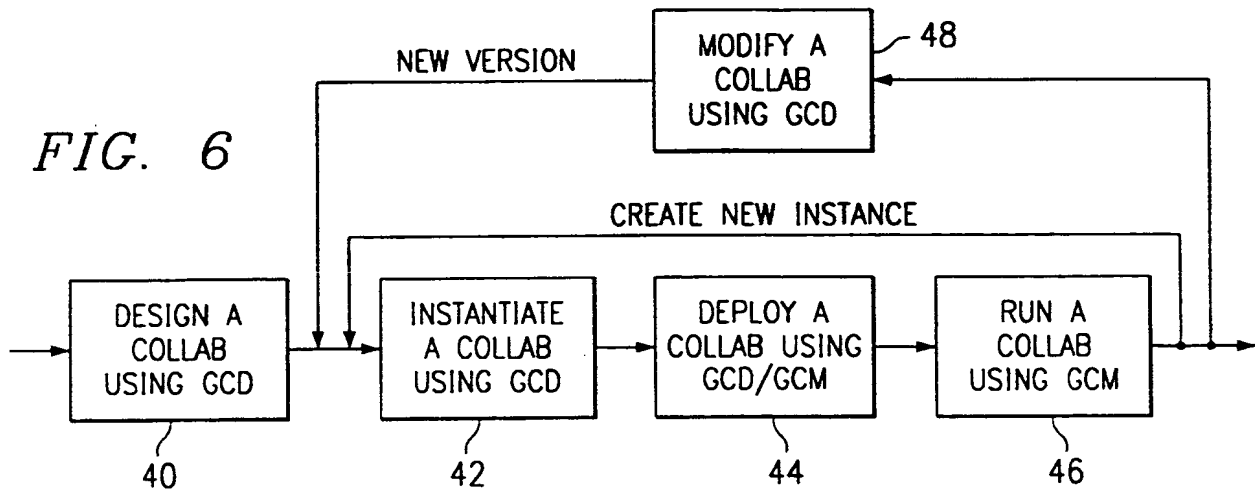 FIG. 6
NEW VERSION
MODIFY A
COLLAB
USING GCD
48
CREATE NEW INSTANCE
DESIGN A
COLLAB
USING GCD
40
INSTANTIATE
A COLLAB
USING GCD
42
DEPLOY A
COLLAB USING
GCD/GCM
44
RUN A
COLLAB
USING GCM
46